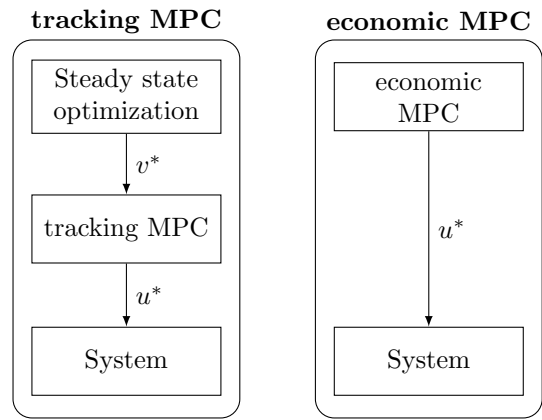 tracking MPC
Steady state
optimization
v*
tracking MPC
u*
System
economic MPC
economic
MPC
u*
System